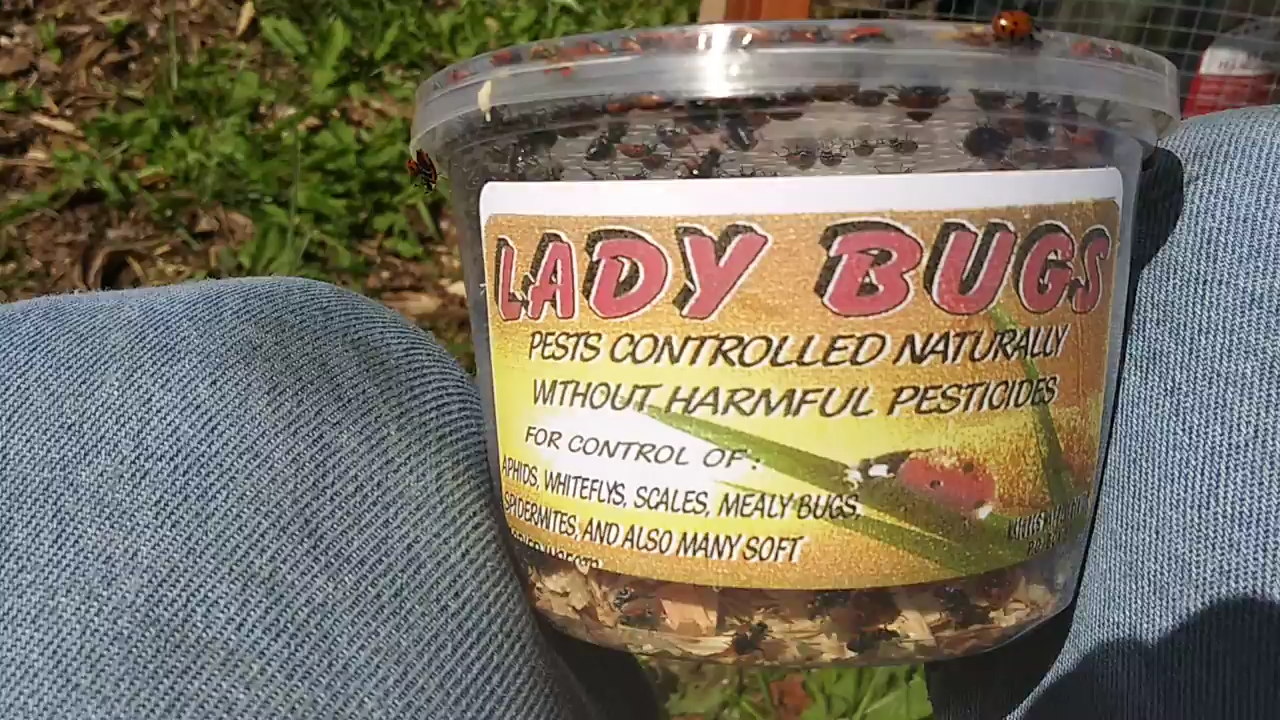 LADY BUGS
PESTS CONTROLLED NATURALLY
WTHOUT HARMFUL PESTICIDES
FOR CONTROL OF:
APHIDS, WHITEFLYS, SCALES, MEALY BUGS,
SPIDERMITES, AND ALSO MANY SOFT